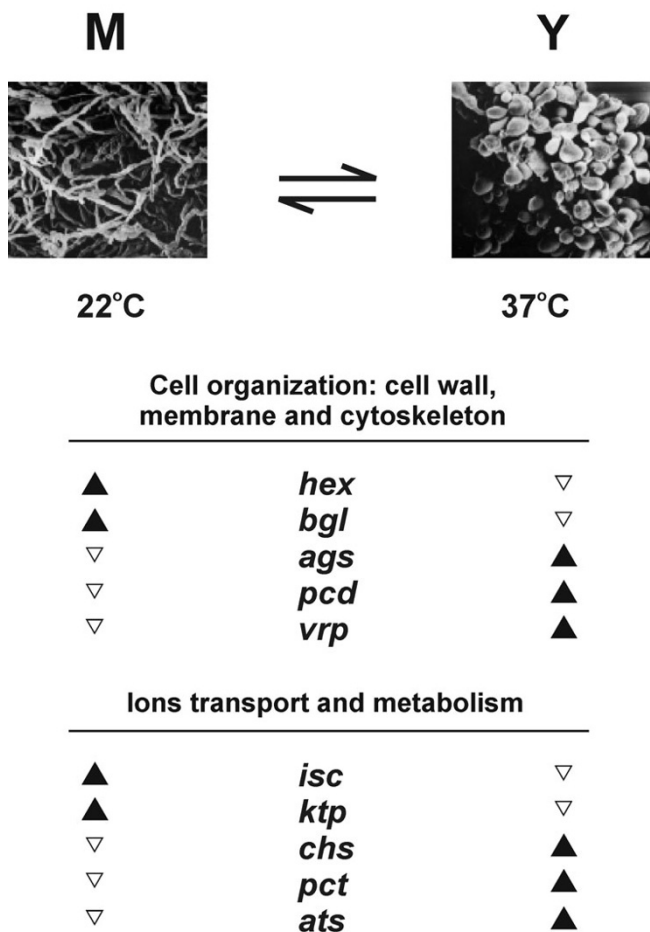 M Y
22°C 37°C
Cell organization: cell wall,
membrane and cytoskeleton
hex
bgl
ags
pcd
vrp
Ions transport and metabolism
isc
ktp
chs
pct
ats